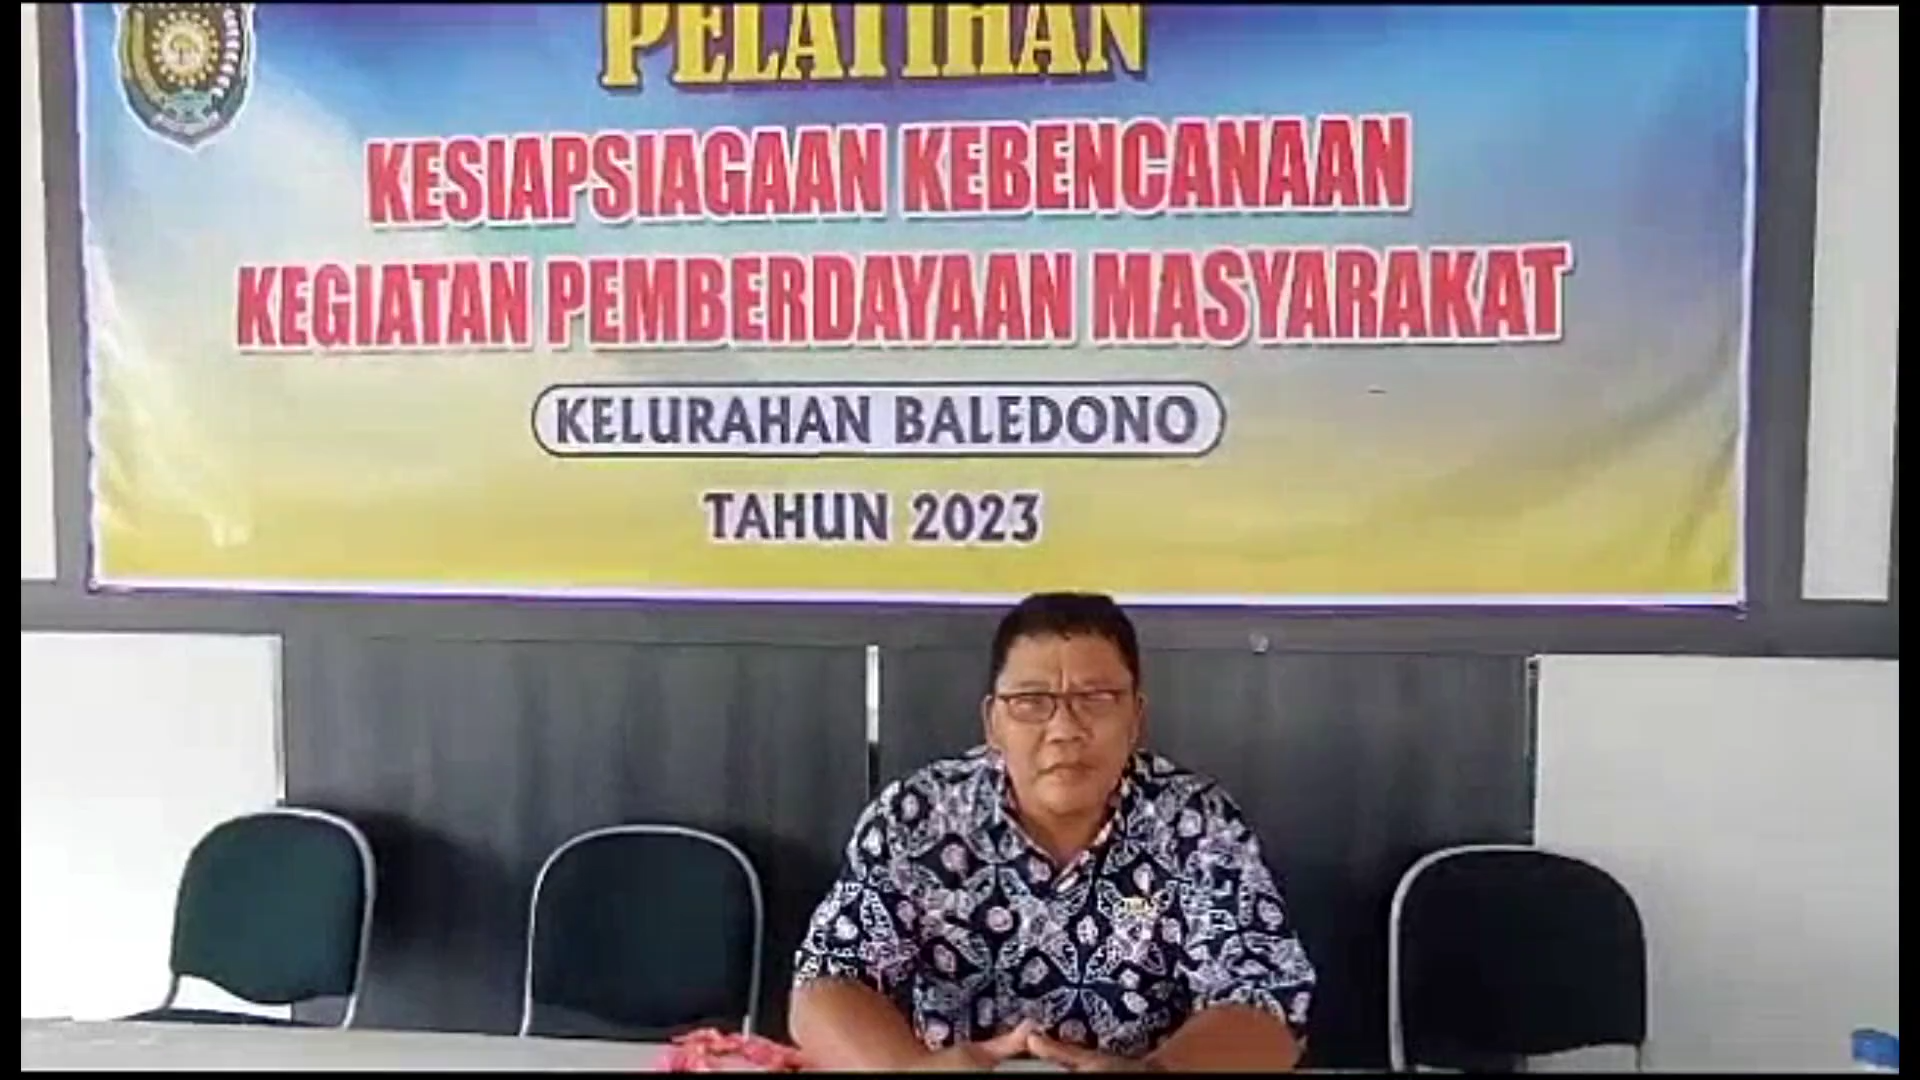 PELATIHAN
KESIAPSIAGAAN KEBENCANAAN
KEGIATAN PEMBERDAYAAN MASYARAKAT
KELURAHAN BALEDONO
TAHUN 2023